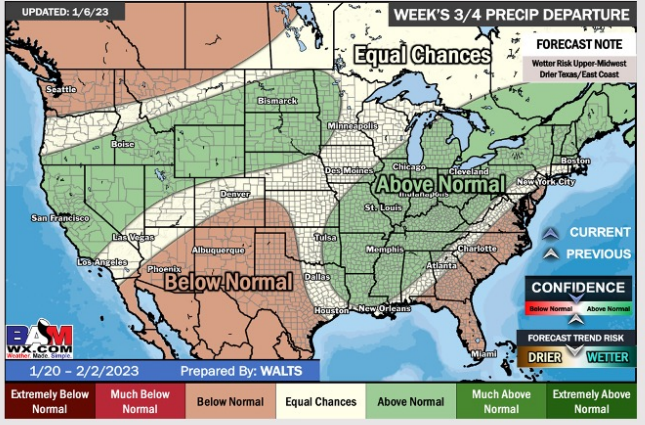 UPDATED: 1/6/23
WEEK'S 3/4 PRECIP DEPARTURE
Equal Chances
FORECAST NOTE
Wetter Risk Uppor-Midwest
Drier Texas/East Coast
Seattle
Bismarck
Minneapolis
Boise
Boston
Des Moines
Chicago
Cleveland
New York City
Above Normal
Denver
Indianapolis
St. Louis
San Francisco
CURRENT
Las Vegas
Tulsa
Albuquerque
Memphis
Charlotte
PREVIOUS
Los Angeles
Phoenix
Atlanta
Below Normal
Dallas
CONFIDENCE
Houston
New Orleans
Below Normal
Above Normal
BAM
WX.COM
Weather. Made. Simple.
FORECAST TREND RISK
DRIER
WETTER
Miami
1/20 – 2/2/2023
Prepared By: WALTS
Extremely Below Normal
Much Below Normal
Below Normal
Equal Chances
Above Normal
Much Above Normal
Extremely Above Normal